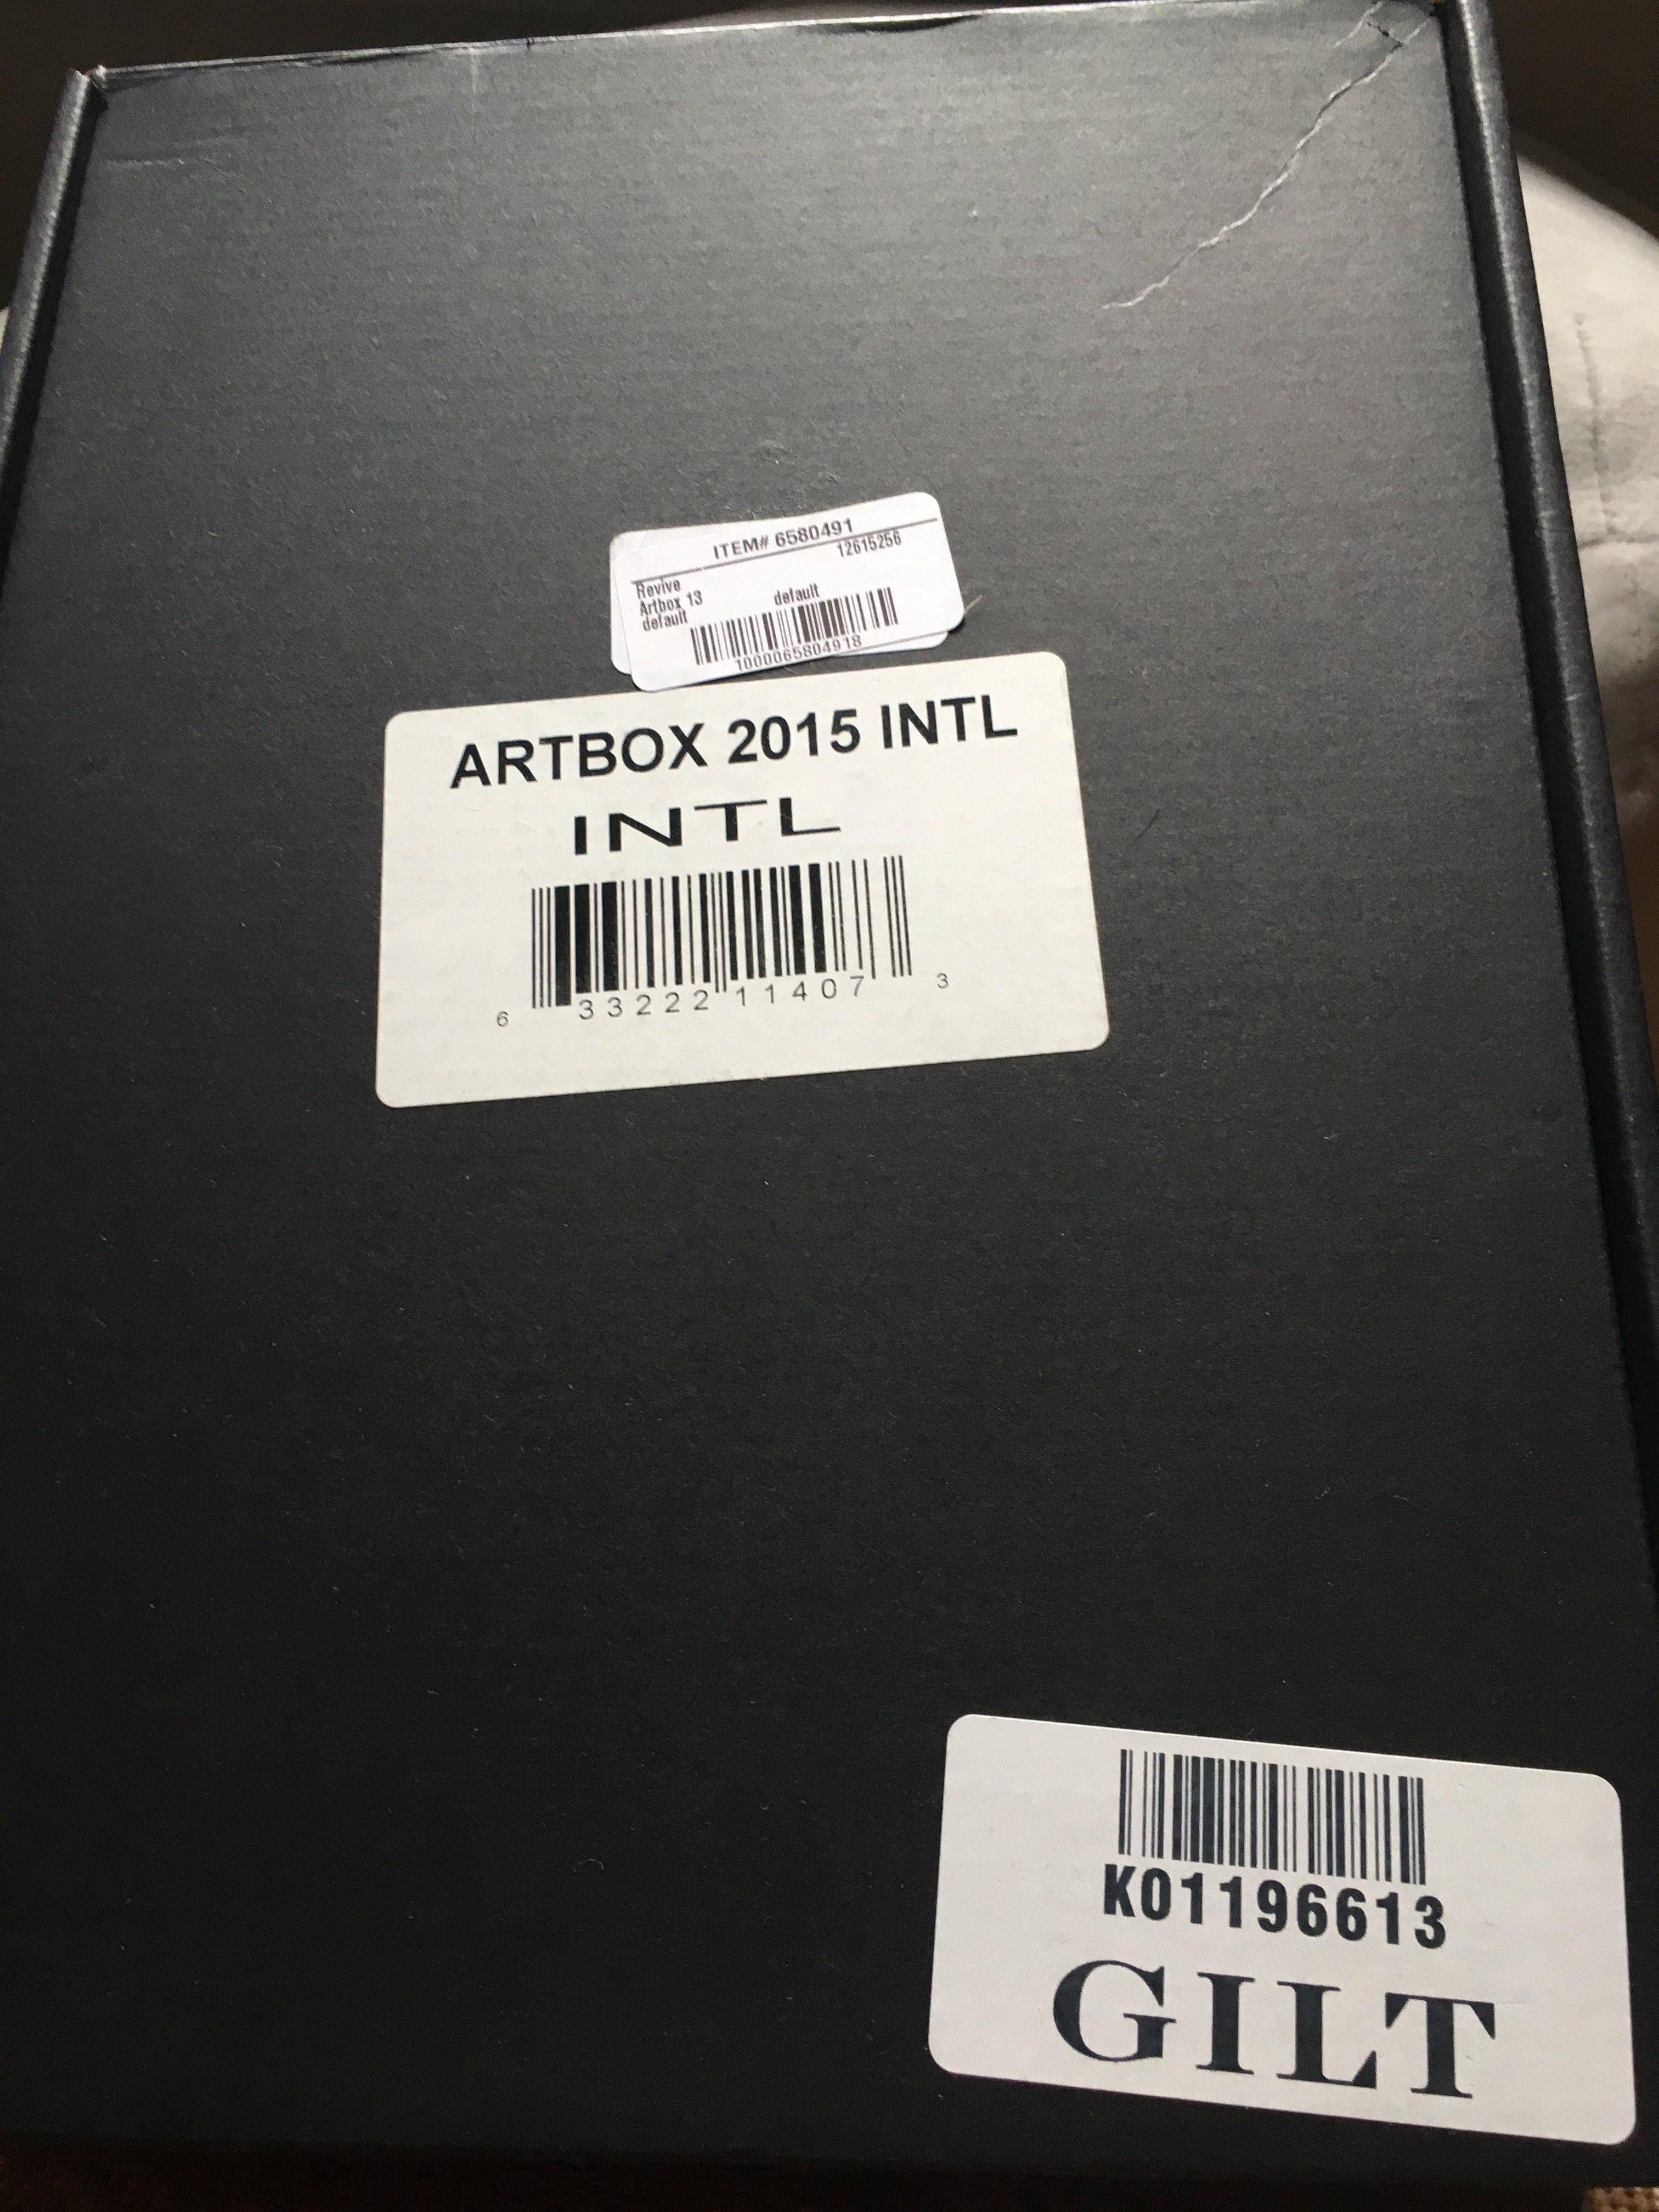 ITEM# 6580491
12615256
Revive
Artbox 13
default
default
1000065804918
ARTBOX 2015 INTL
INTL
6 33222 11407 3
K01196613
GILT